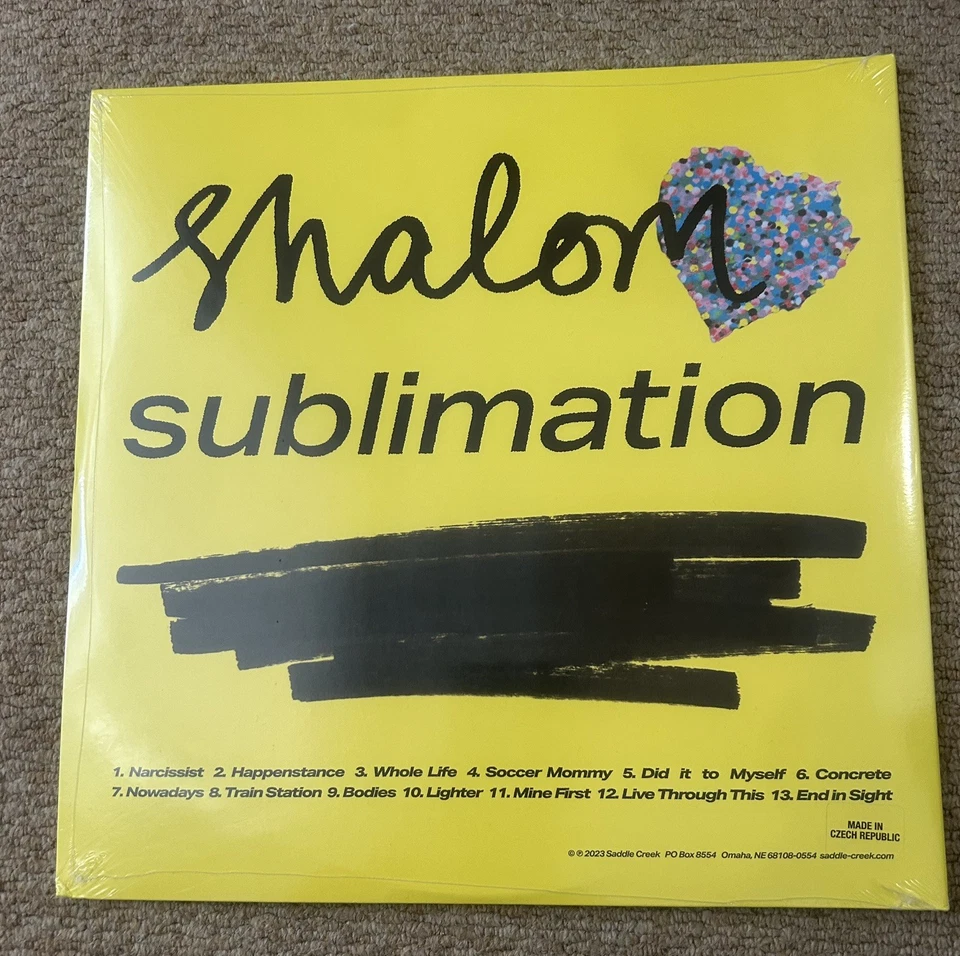 shalom
sublimation
1. Narcissist 2. Happenstance 3. Whole Life 4. Soccer Mommy 5. Did it to Myself 6. Concrete
7. Nowadays 8. Train Station 9. Bodies 10. Lighter 11. Mine First 12. Live Through This 13. End in Sight
MADE IN
CZECH REPUBLIC
© ℗ 2023 Saddle Creek PO Box 8554 Omaha, NE 68108-0554 saddle-creek.com